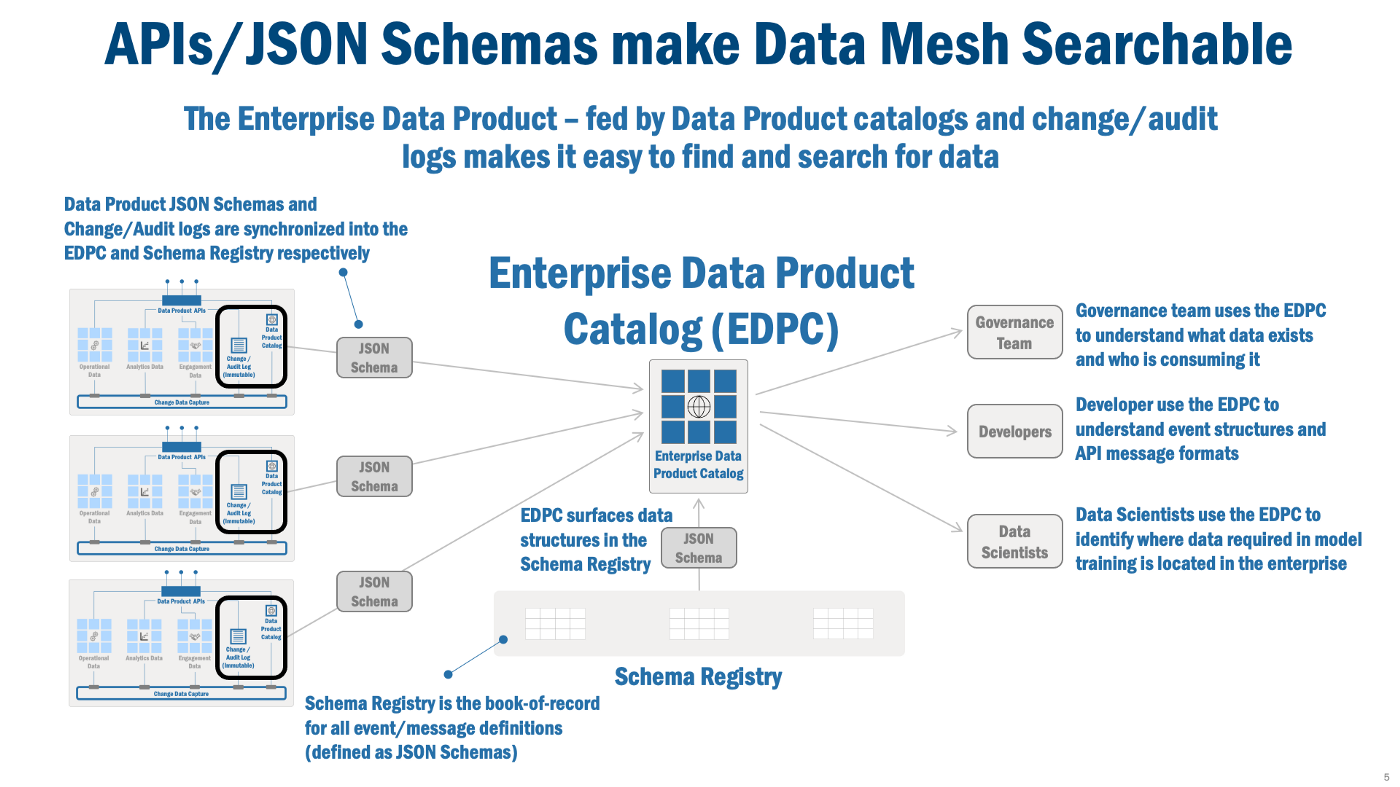 APIs/JSON Schemas make Data Mesh Searchable
The Enterprise Data Product – fed by Data Product catalogs and change/audit
logs makes it easy to find and search for data
Data Product JSON Schemas and
Change/Audit logs are synchronized into the
EDPC and Schema Registry respectively
Enterprise Data Product
Catalog (EDPC)
Data Product APIs
Data
Product
Catalog
Operational
Data
Analytics Data
Engagement
Data
Change /
Audit Log
(Immutable)
Change Data Capture
JSON
Schema
Data Product APIs
Data
Product
Catalog
Operational
Data
Analytics Data
Engagement
Data
Change /
Audit Log
(Immutable)
Change Data Capture
JSON
Schema
Data Product APIs
Data
Product
Catalog
Operational
Data
Analytics Data
Engagement
Data
Change /
Audit Log
(Immutable)
Change Data Capture
JSON
Schema
Enterprise Data
Product Catalog
EDPC surfaces data
structures in the
Schema Registry
JSON
Schema
Schema Registry
Schema Registry is the book-of-record
for all event/message definitions
(defined as JSON Schemas)
Governance
Team
Governance team uses the EDPC
to understand what data exists
and who is consuming it
Developers
Developer use the EDPC to
understand event structures and
API message formats
Data
Scientists
Data Scientists use the EDPC to
identify where data required in model
training is located in the enterprise
5